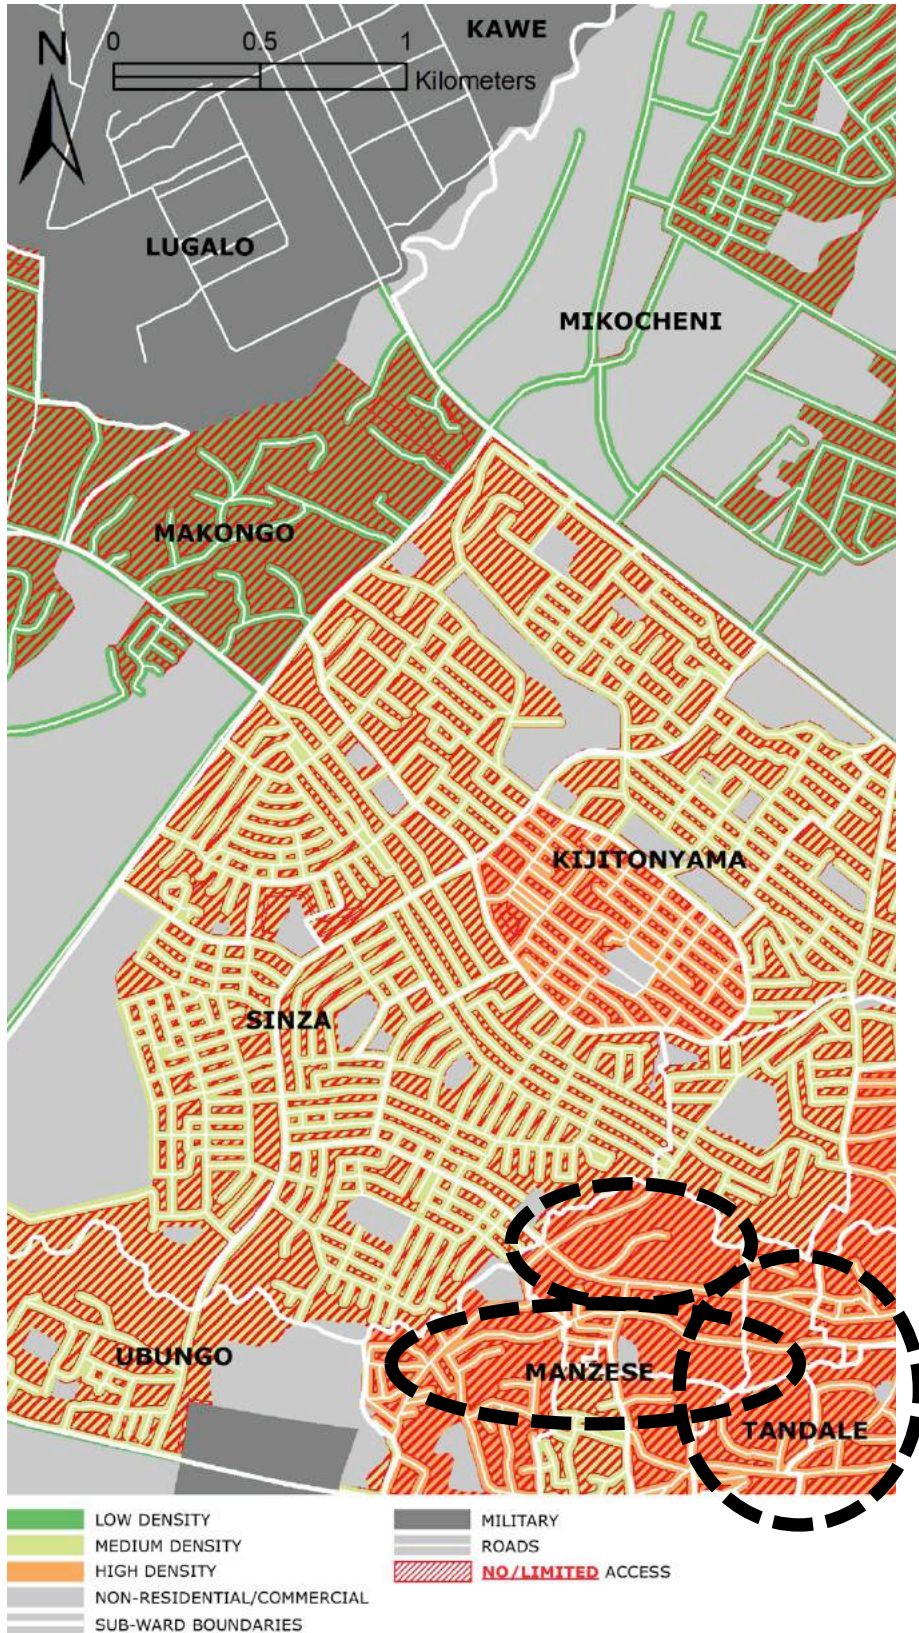 KAWE
N
0 0.5 1
Kilometers
LUGALO
MIKOCHENI
MAKONGO
KIJITONYAMA
SINZA
UBUNGO
MANZESE
TANDALE
LOW DENSITY
MEDIUM DENSITY
HIGH DENSITY
NON-RESIDENTIAL/COMMERCIAL
SUB-WARD BOUNDARIES
MILITARY
ROADS
NO/LIMITED ACCESS